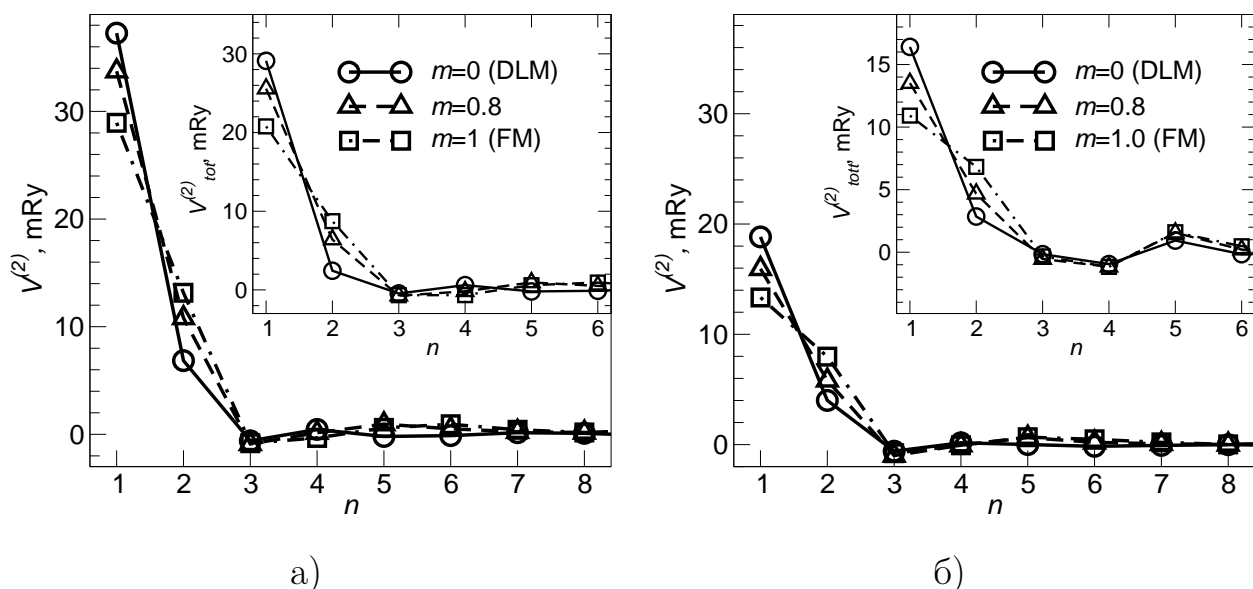 30
20
10
0
V(2), mRy
1 2 3 4 5 6 7 8
n
30
20
10
0
V(2)tot, mRy
1 2 3 4 5 6
n
m=0 (DLM)
m=0.8
m=1 (FM)
а)
40
30
20
10
0
V(2), mRy
1 2 3 4 5 6 7 8
n
15
10
5
0
V(2)tott, mRy
1 2 3 4 5 6
n
m=0 (DLM)
m=0.8
m=1.0 (FM)
б)